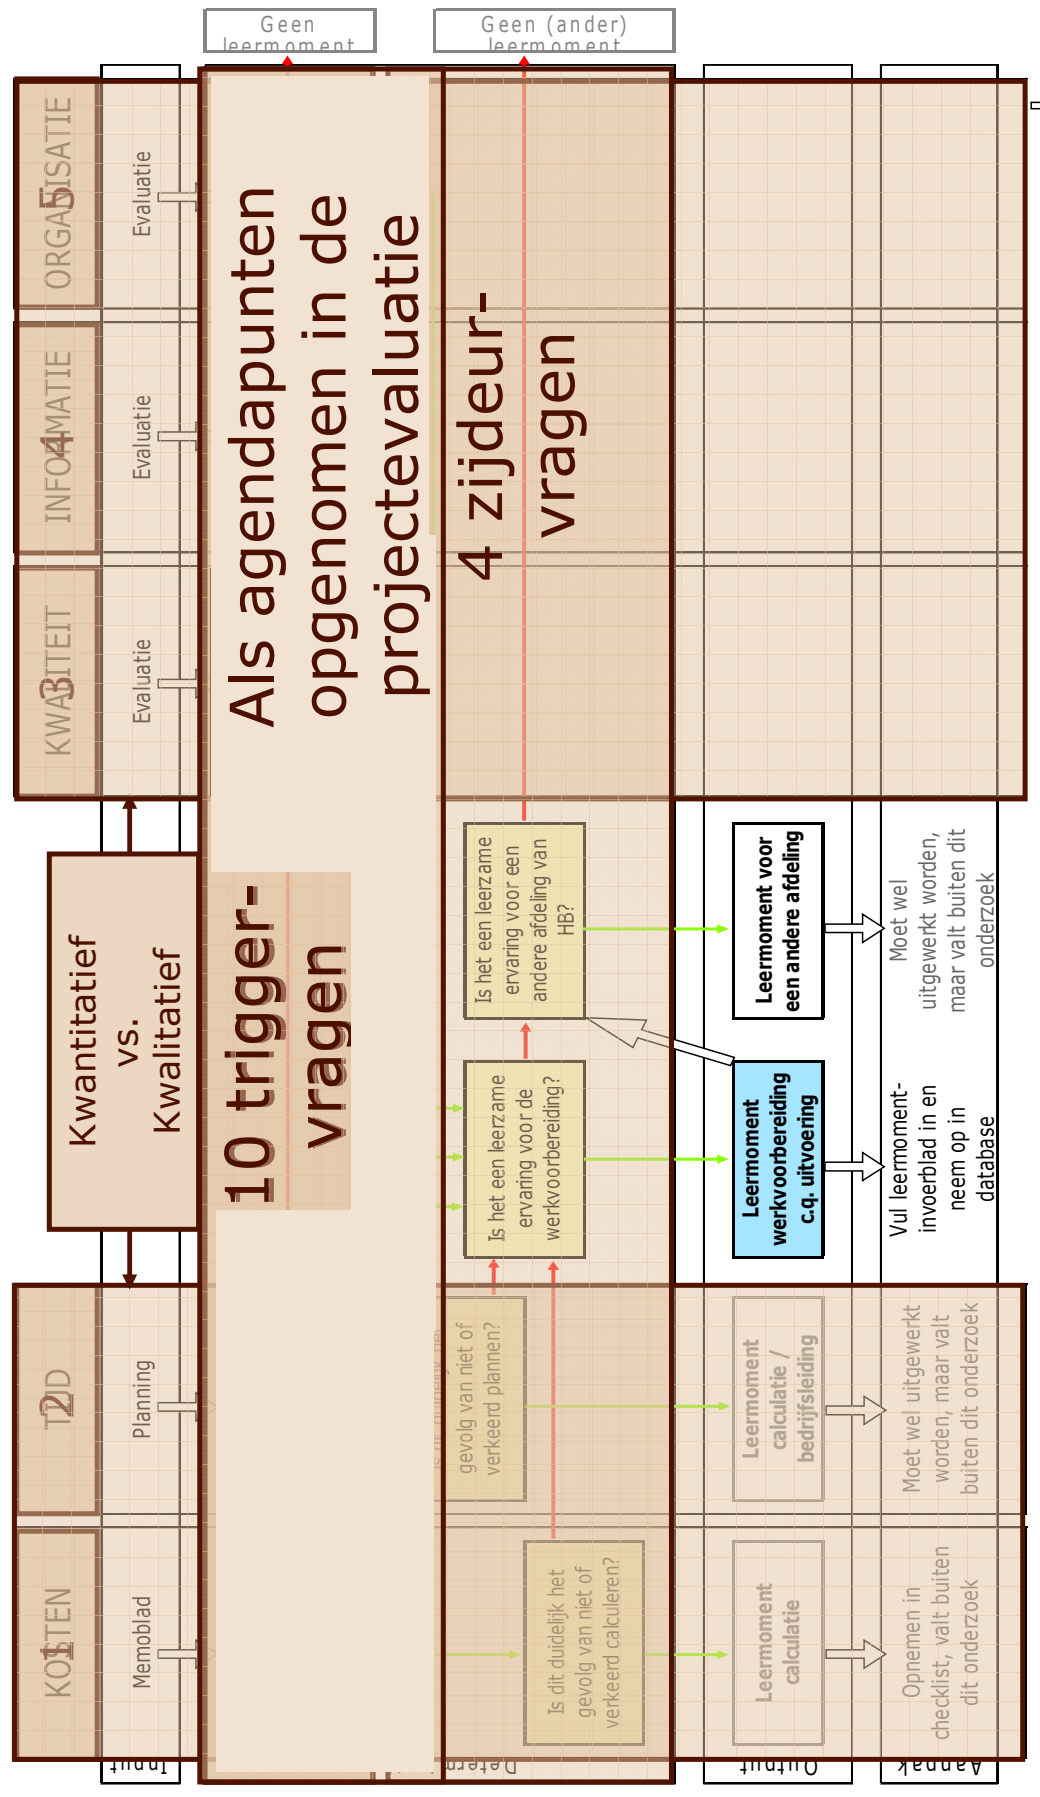 Geen
leermoment
Geen (ander)
leermoment
ORGANISATIE
5
Evaluatie
INFORMATIE
4
Evaluatie
KWALITEIT
3
Evaluatie
Als agendapunten
opgenomen in de
projectevaluatie
4 zijdeur-
vragen
Kwantitatief
vs.
Kwalitatief
10 trigger-
vragen
Is het een leerzame
ervaring voor een
andere afdeling van
HB?
Leermoment voor
een andere afdeling
Moet wel
uitgewerkt worden,
maar valt buiten dit
onderzoek
Is het een leerzame
ervaring voor de
werkvoorbereiding?
Leermoment
werkvoorbereiding
c.q. uitvoering
Vul leermoment-
invoerblad in en
neem op in
database
TIJD
2
Planning
gevolg van niet of
verkeerd plannen?
Leermoment
calculatie /
bedrijfsleiding
Moet wel uitgewerkt
worden, maar valt
buiten dit onderzoek
KOSTEN
1
Memoblad
Is dit duidelijk het
gevolg van niet of
verkeerd calculeren?
Leermoment
calculatie
Opnemen in
checklist, valt buiten
dit onderzoek
Input
Output
Aanpak